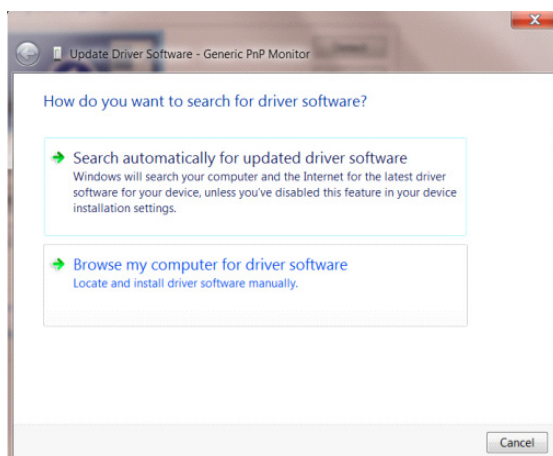 X
Update Driver Software - Generic PnP Monitor
How do you want to search for driver software?
Search automatically for updated driver software
Windows will search your computer and the Internet for the latest driver
software for your device, unless you've disabled this feature in your device
installation settings.
Browse my computer for driver software
Locate and install driver software manually.
Cancel